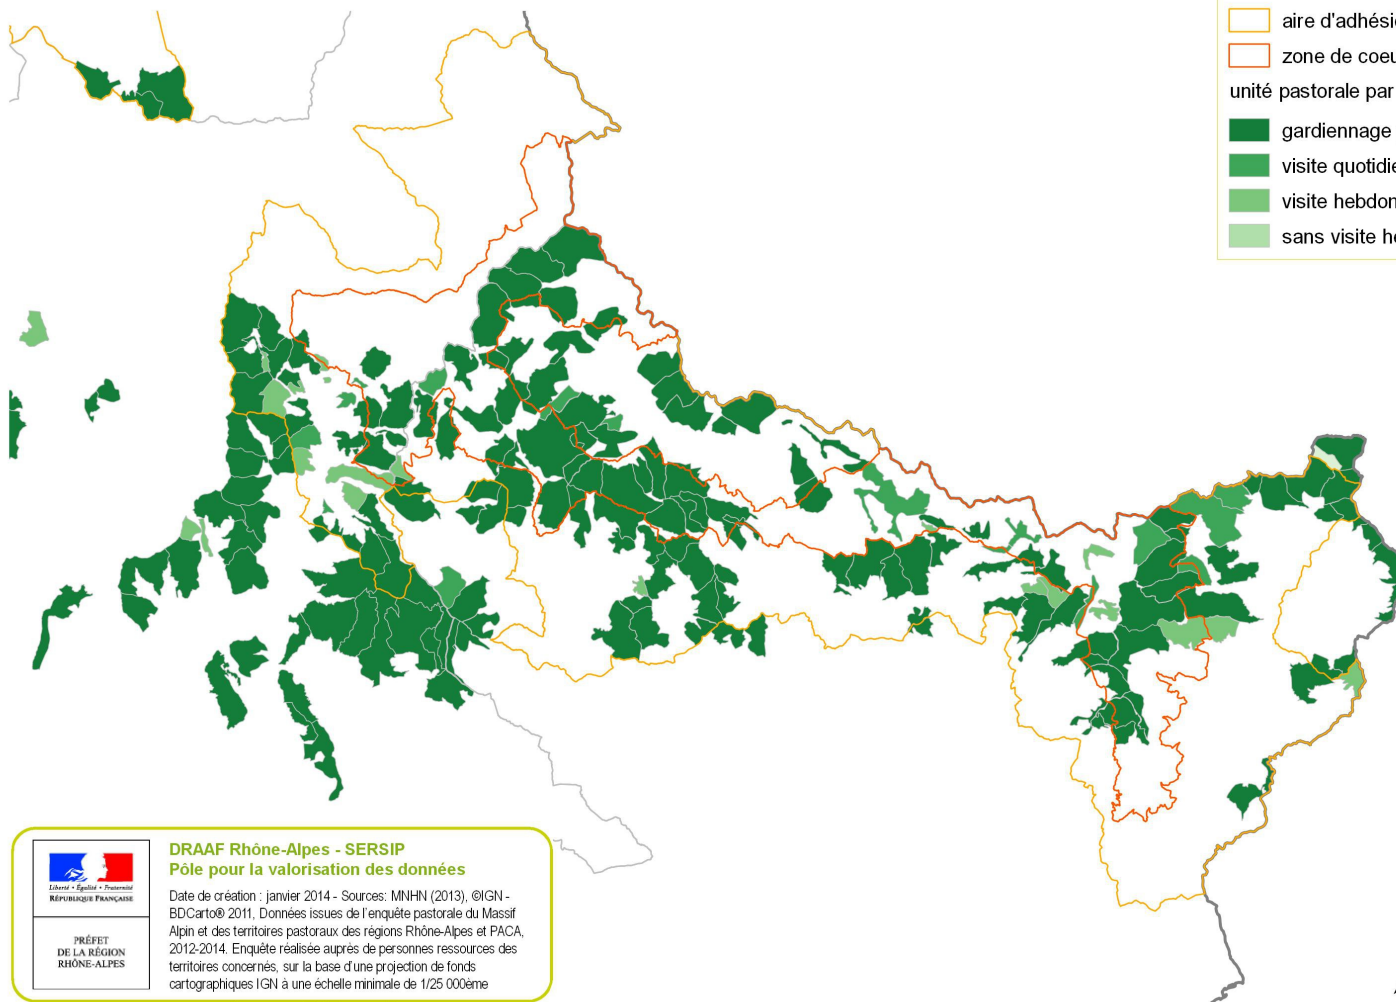 aire d'adhési
zone de coeu
unité pastorale par
gardiennage
visite quotidie
visite hebdon
sans visite he
Liberté • Égalité • Fraternité
RÉPUBLIQUE FRANÇAISE
PRÉFET
DE LA RÉGION
RHÔNE-ALPES
DRAAF Rhône-Alpes - SERSIP
Pôle pour la valorisation des données
Date de création : janvier 2014 - Sources: MNHN (2013), ©IGN -
BDCarto® 2011, Données issues de l'enquête pastorale du Massif
Alpin et des territoires pastoraux des régions Rhône-Alpes et PACA,
2012-2014. Enquête réalisée auprès de personnes ressources des
territoires concernés, sur la base d'une projection de fonds
cartographiques IGN à une échelle minimale de 1/25 000ème